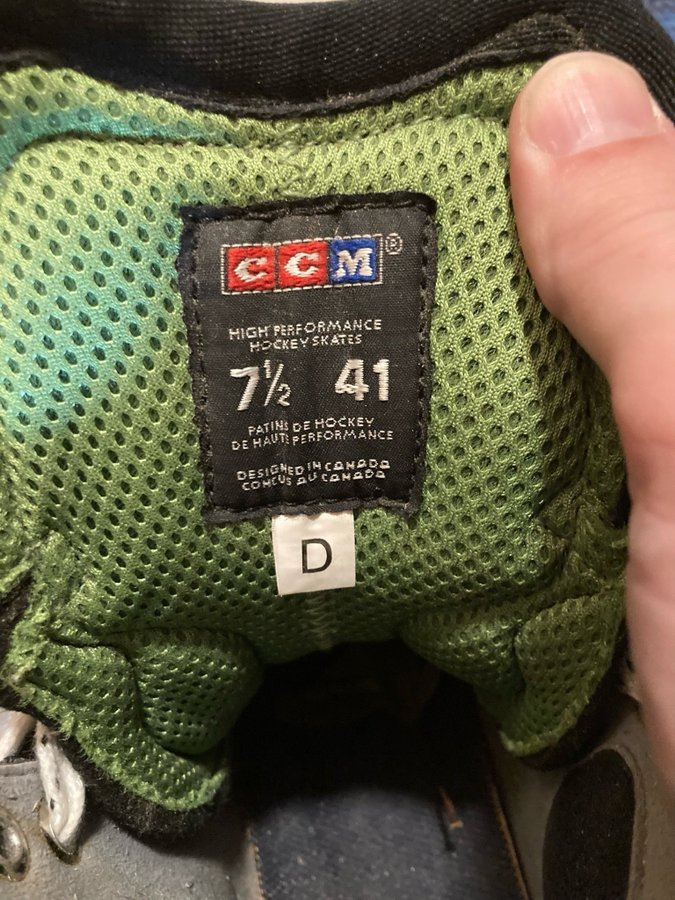 CCM®
HIGH PERFORMANCE
HOCKEY SKATES
7½ 41
PATINS DE HOCKEY
DE HAUTE PERFORMANCE
DESIGNED IN CANADA
CONCUS AU CANADA
D